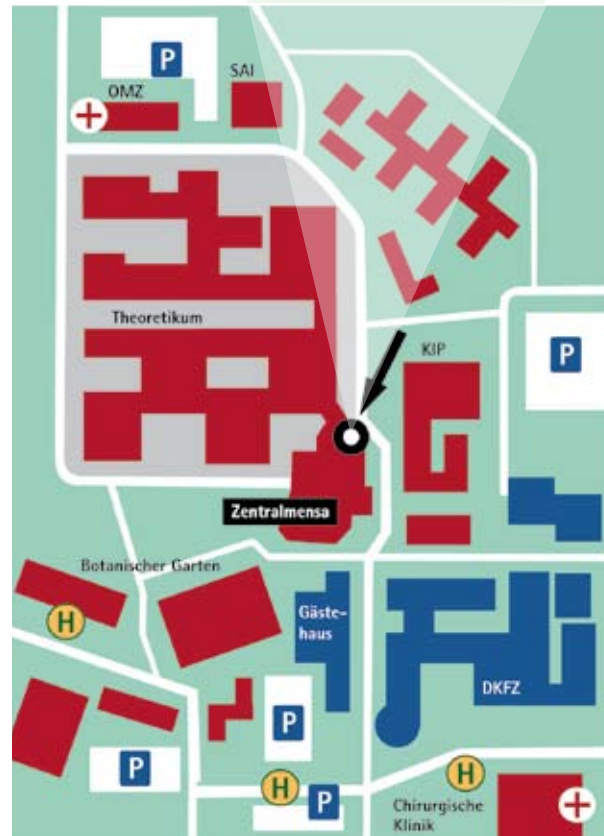 P
SAI
OMZ
Theoretikum
KIP
P
Zentralmensa
Botanischer Garten
H
Gäste-
haus
DKFZ
P
P
H
P
H
Chirurgische
Klinik